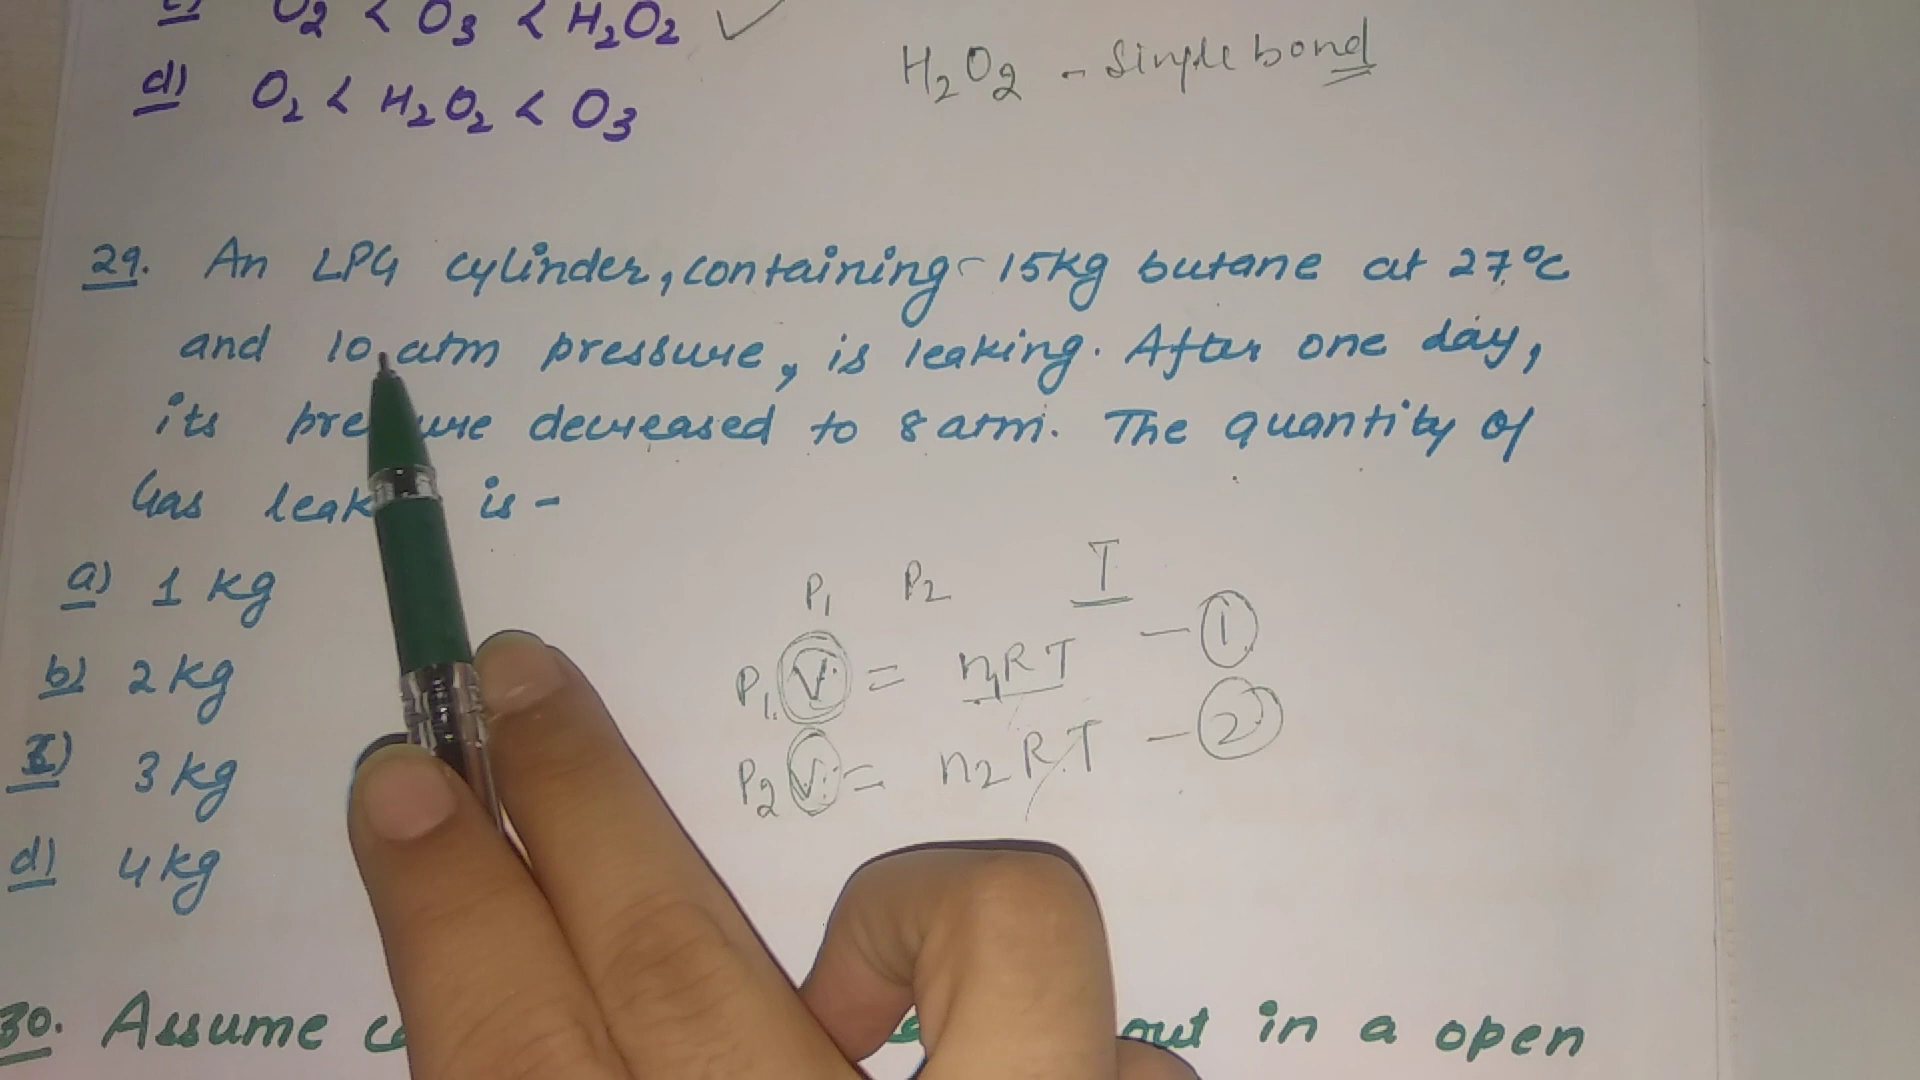 c) O2 < O3 < H2O2 ✓
H2O2 - Single bond
d) O2 < H2O2 < O3
29. An LPG cylinder, containing 15kg butane at 27°C
and 10 atm pressure, is leaking. After one day,
its pressure decreased to 8 atm. The quantity of
Gas leak is -
a) 1 kg
b) 2 kg
3 kg
d) 4 kg
P1 P2 T
P1 V = n1RT - 1
P2 V = n2RT - 2
30. Assume out in a open